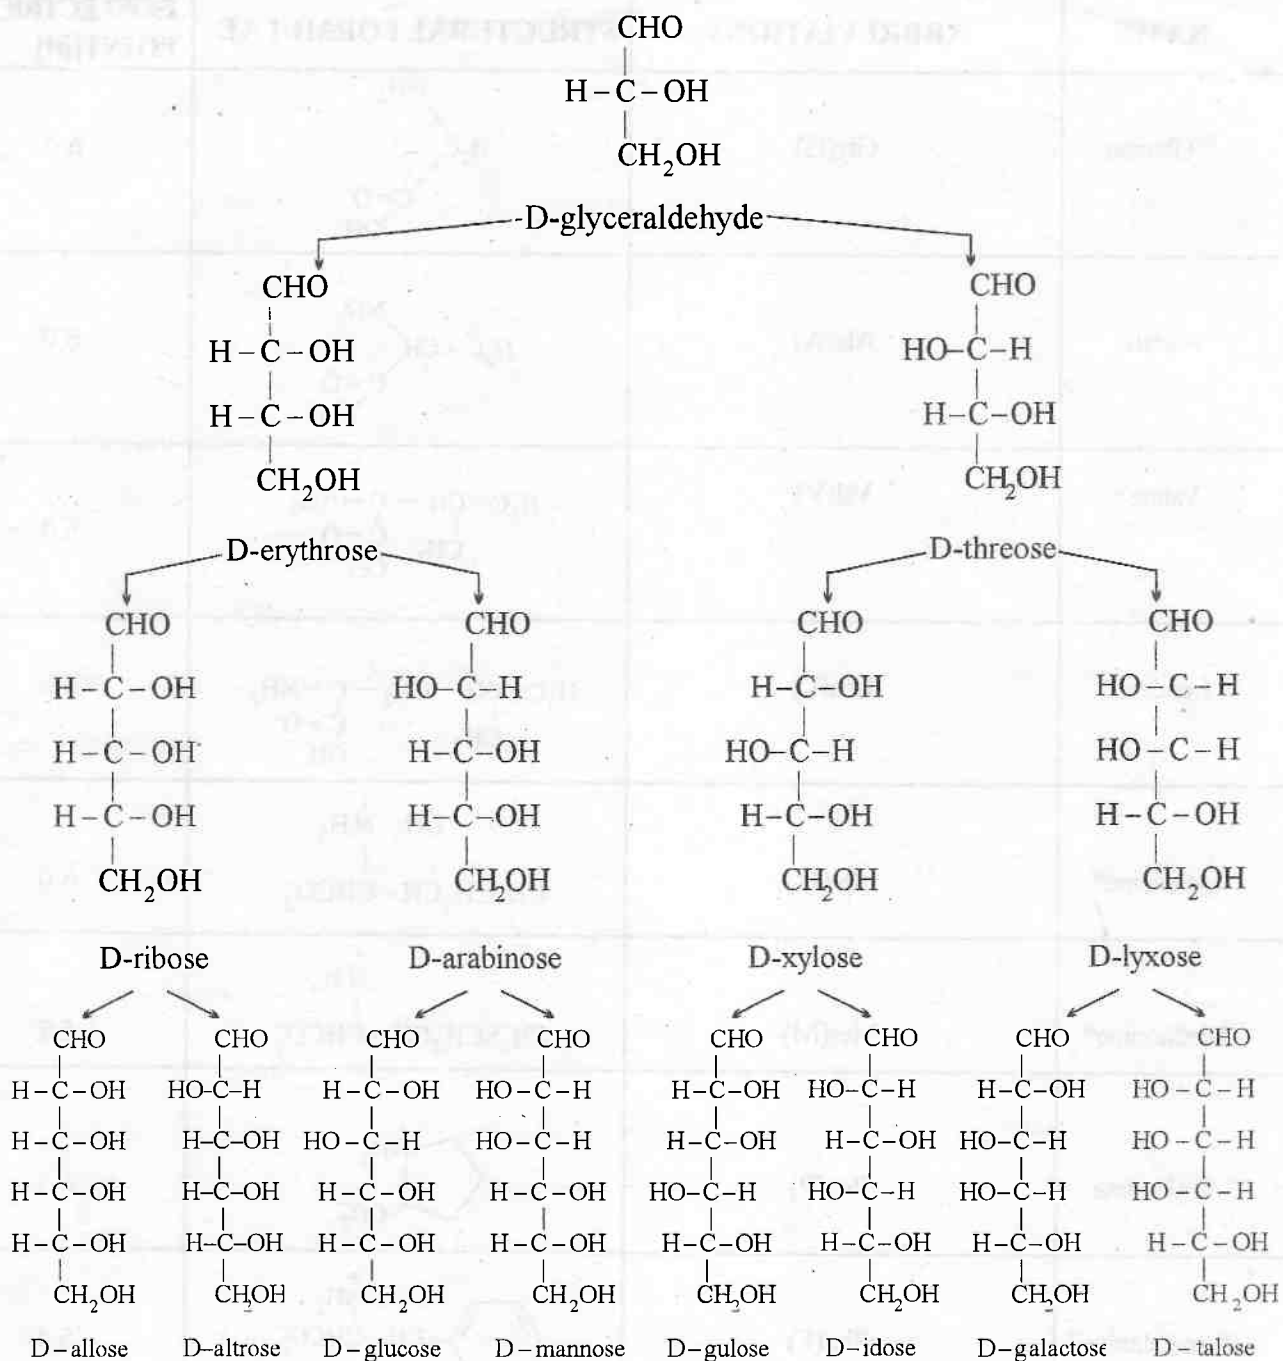 CHO
H-C-OH
CH₂OH
D-glyceraldehyde
CHO CHO
H-C-OH HO-C-H
H-C-OH H-C-OH
CH₂OH CH₂OH
D-erythrose D-threose
CHO CHO CHO CHO
H-C-OH HO-C-H H-C-OH HO-C-H
H-C-OH H-C-OH HO-C-H HO-C-H
H-C-OH H-C-OH H-C-OH H-C-OH
CH₂OH CH₂OH CH₂OH CH₂OH
D-ribose D-arabinose D-xylose D-lyxose
CHO CHO CHO CHO CHO CHO CHO CHO
H-C-OH HO-C-H H-C-OH HO-C-H H-C-OH HO-C-H H-C-OH HO-C-H
H-C-OH H-C-OH HO-C-H HO-C-H H-C-OH H-C-OH HO-C-H HO-C-H
H-C-OH H-C-OH H-C-OH H-C-OH HO-C-H HO-C-H HO-C-H HO-C-H
H-C-OH H-C-OH H-C-OH H-C-OH H-C-OH H-C-OH H-C-OH H-C-OH
CH₂OH CH₂OH CH₂OH CH₂OH CH₂OH CH₂OH CH₂OH CH₂OH
D-allose D-altrose D-glucose D-mannose D-gulose D-idose D-galactose D-talose